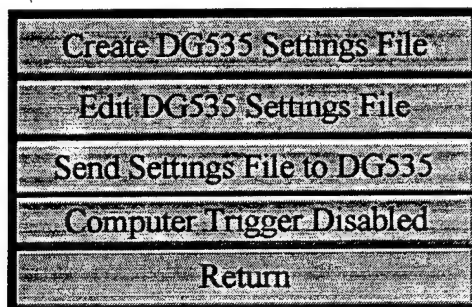 Create DG535 Settings File
Edit DG535 Settings File
Send Settings File to DG535
Computer Trigger Disabled
Return